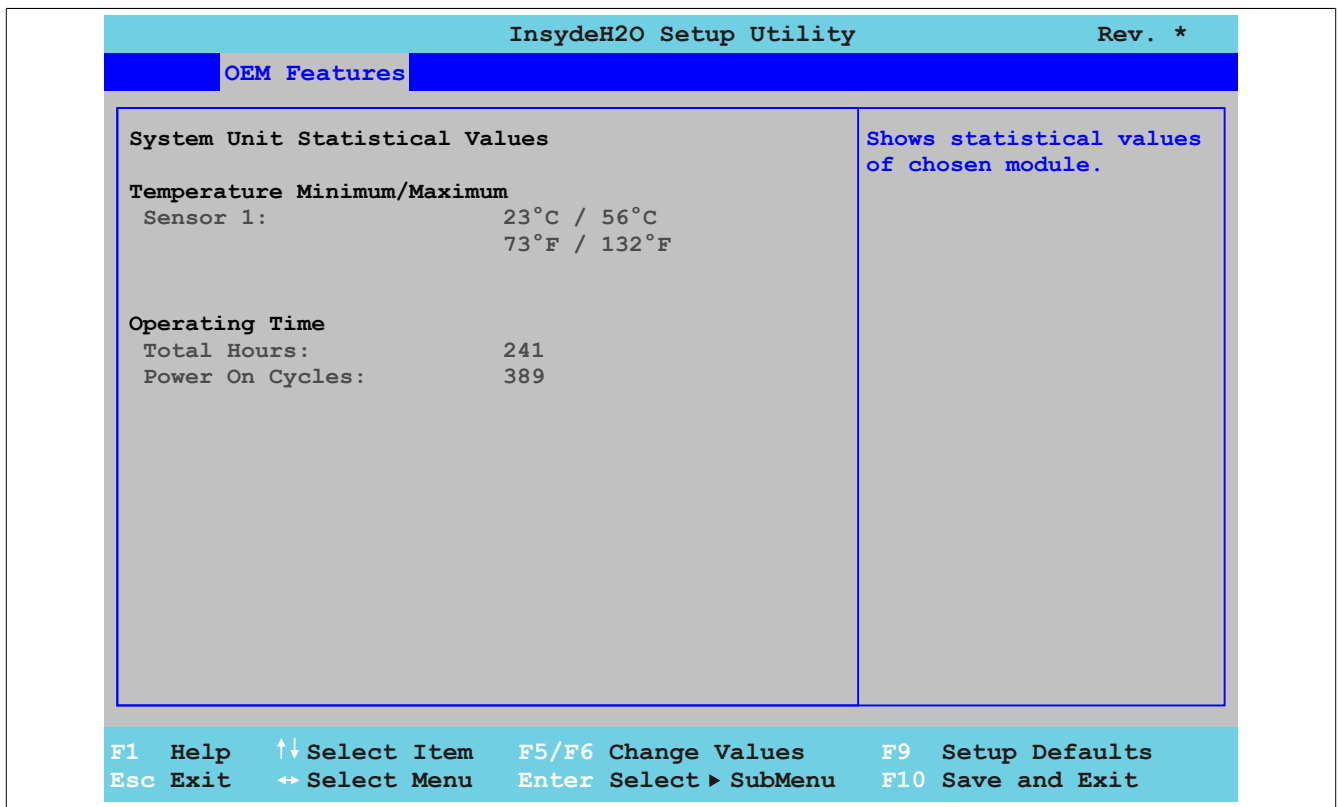 InsydeH2O Setup Utility Rev. *
OEM Features
System Unit Statistical Values
Temperature Minimum/Maximum
Sensor 1: 23°C / 56°C
73°F / 132°F
Operating Time
Total Hours: 241
Power On Cycles: 389
Shows statistical values
of chosen module.
F1 Help ↑↓ Select Item F5/F6 Change Values F9 Setup Defaults
Esc Exit ↔ Select Menu Enter Select ▶ SubMenu F10 Save and Exit